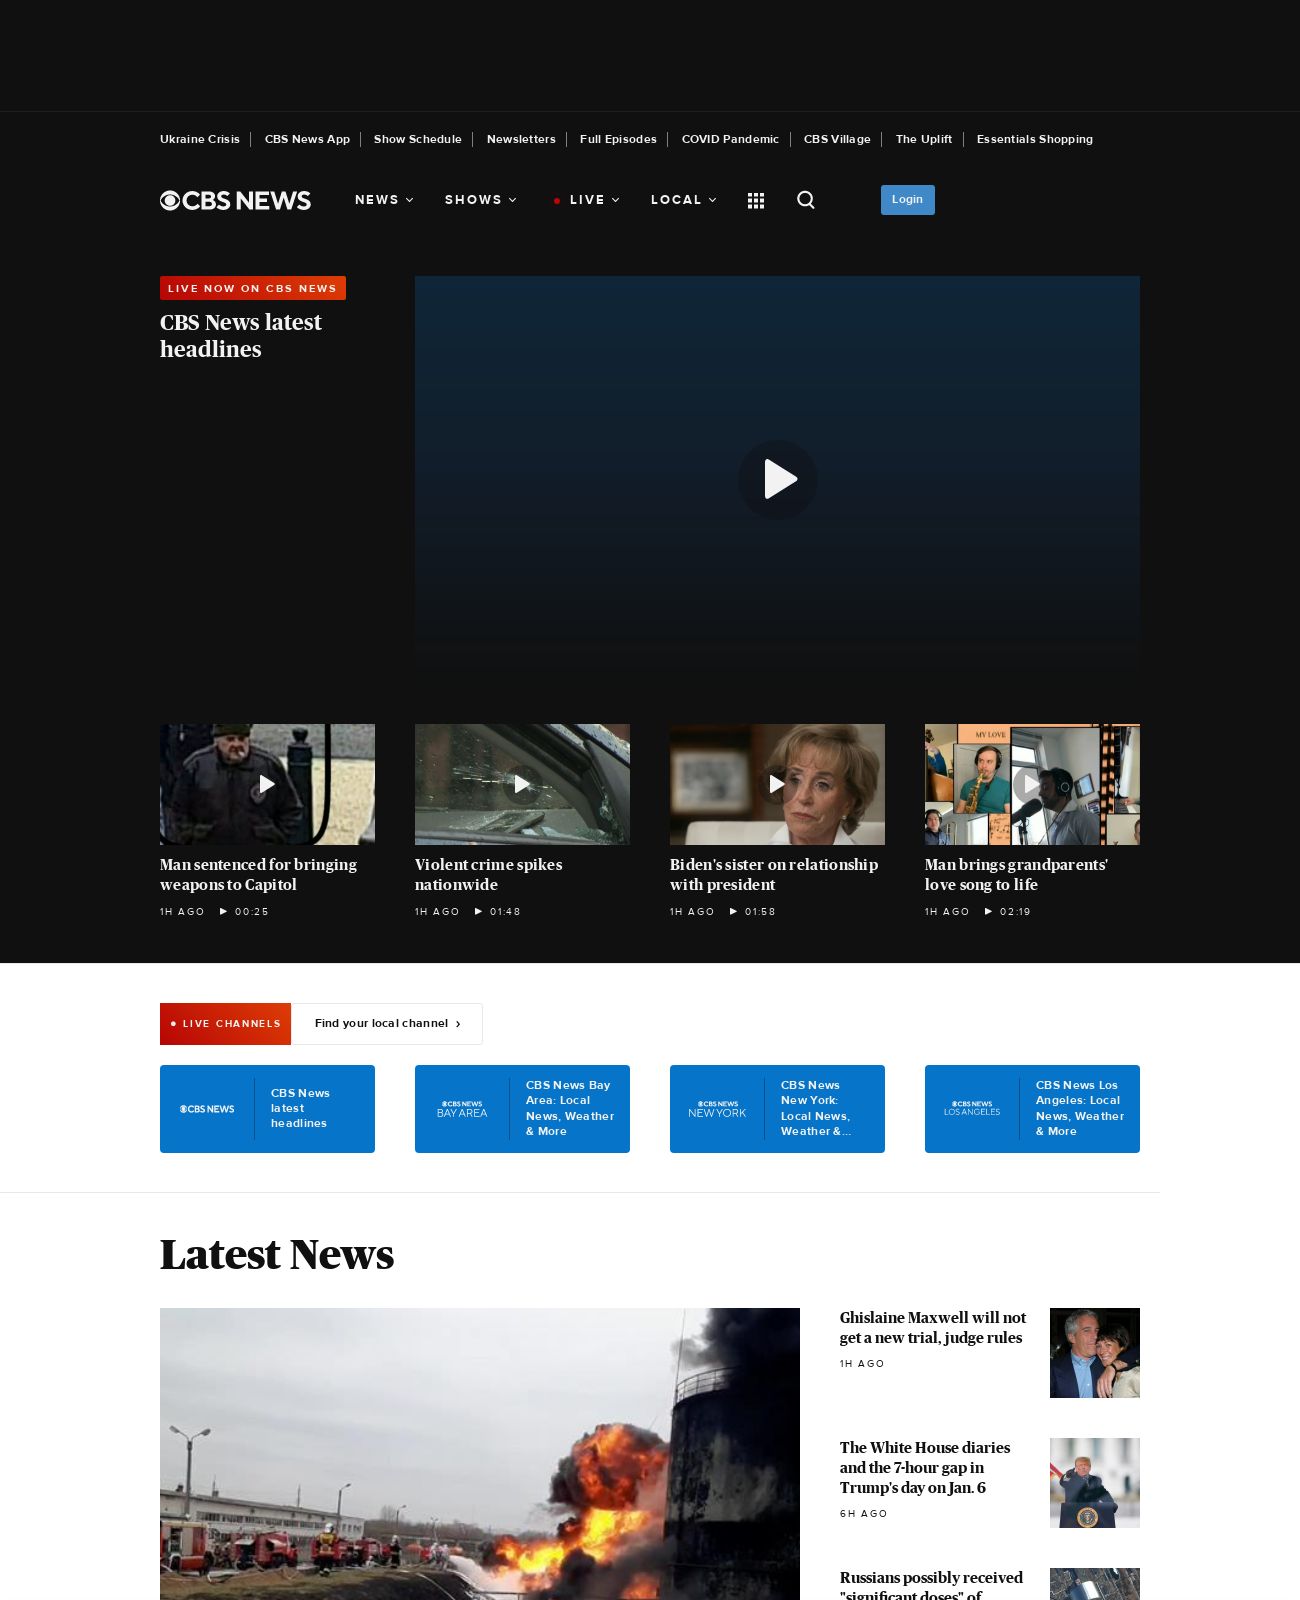 Ukraine Crisis CBS News App Show Schedule Newsletters Full Episodes COVID Pandemic CBS Village The Uplift Essentials Shopping
CBS NEWS NEWS SHOWS LIVE LOCAL Login
LIVE NOW ON CBS NEWS
CBS News latest
headlines
MY LOVE
Man sentenced for bringing
weapons to Capitol
1H AGO 00:25
Violent crime spikes
nationwide
1H AGO 01:48
Biden's sister on relationship
with president
1H AGO 01:58
Man brings grandparents'
love song to life
1H AGO 02:19
LIVE CHANNELS
Find your local channel ›
CBS NEWS
CBS News
latest
headlines
CBS NEWS
BAY AREA
CBS News Bay
Area: Local
News, Weather
& More
CBS NEWS
NEW YORK
CBS News
New York:
Local News,
Weather &...
CBS NEWS
LOS ANGELES
CBS News Los
Angeles: Local
News, Weather
& More
Latest News
Ghislaine Maxwell will not
get a new trial, judge rules
1H AGO
The White House diaries
and the 7-hour gap in
Trump's day on Jan. 6
6H AGO
Russians possibly received
"significant doses" of